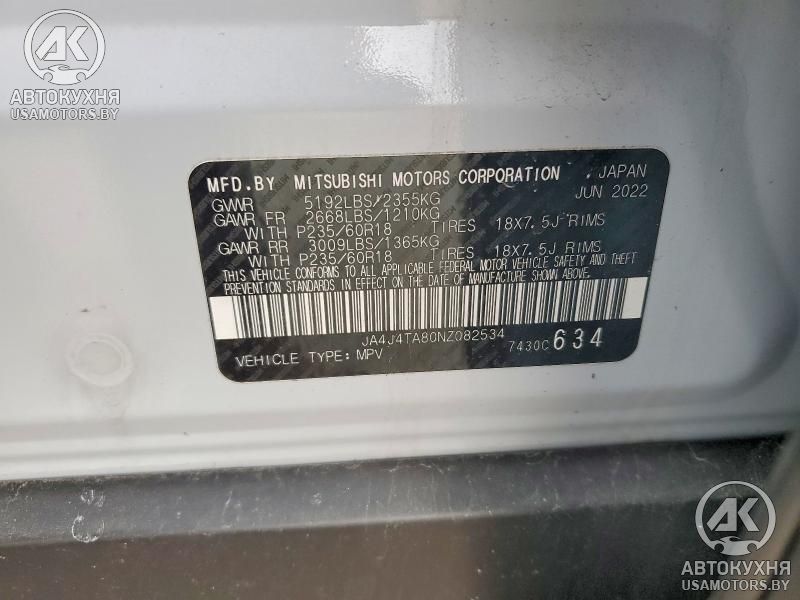 AK
АВТОКУХНЯ
USAMOTORS.BY
MFD.BY MITSUBISHI MOTORS CORPORATION JAPAN
GVWR 5192LBS/2355KG JUN 2022
GAWR FR 2668LBS/1210KG
WITH P235/60R18 TIRES 18X7.5J RIMS
GAWR RR 3009LBS/1365KG
WITH P235/60R18 TIRES 18X7.5J RIMS
THIS VEHICLE CONFORMS TO ALL APPLICABLE FEDERAL MOTOR VEHICLE SAFETY AND THEFT
PREVENTION STANDARDS IN EFFECT ON THE DATE OF MANUFACTURE SHOWN ABOVE.
JA4J4TA80NZ082534
VEHICLE TYPE: MPV 7430C 634
AK
АВТОКУХНЯ
USAMOTORS.BY